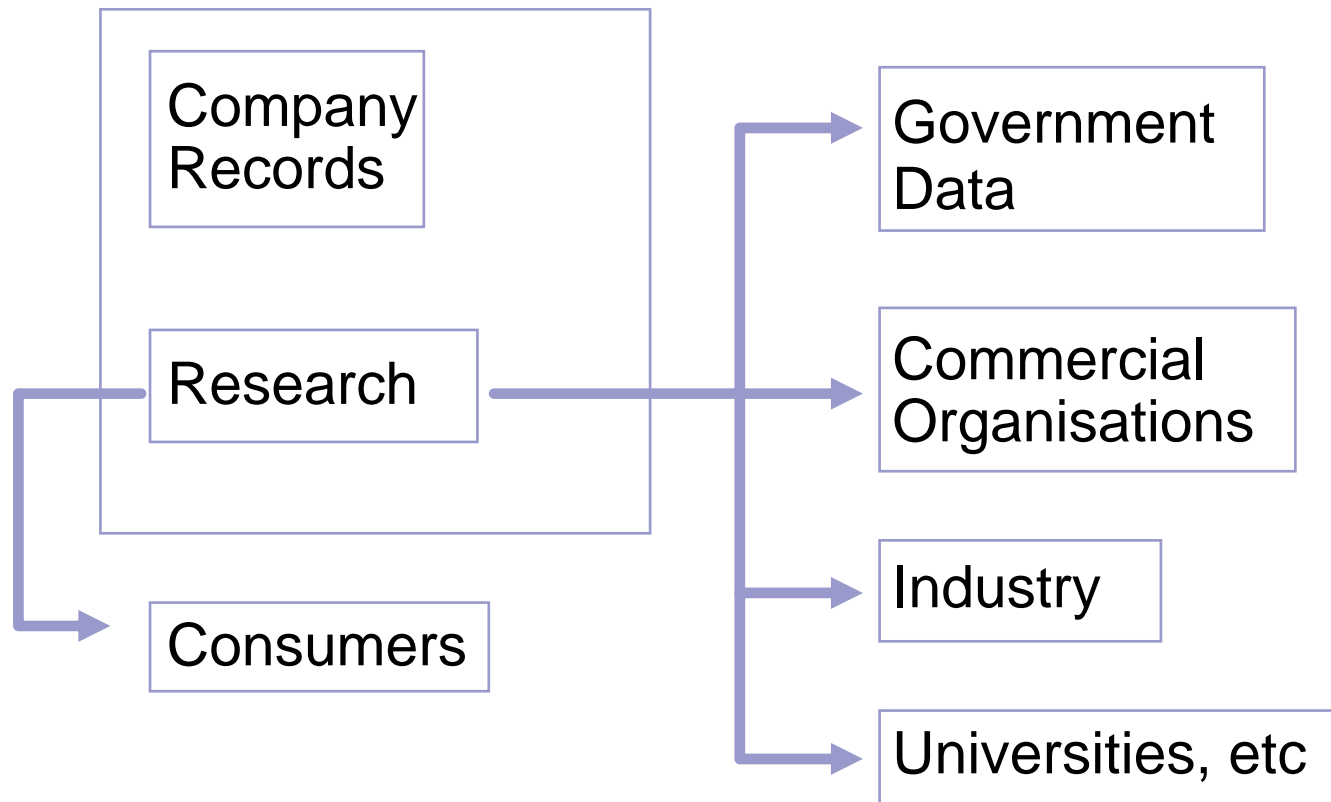 Company
Records
Research
Consumers
Government
Data
Commercial
Organisations
Industry
Universities, etc